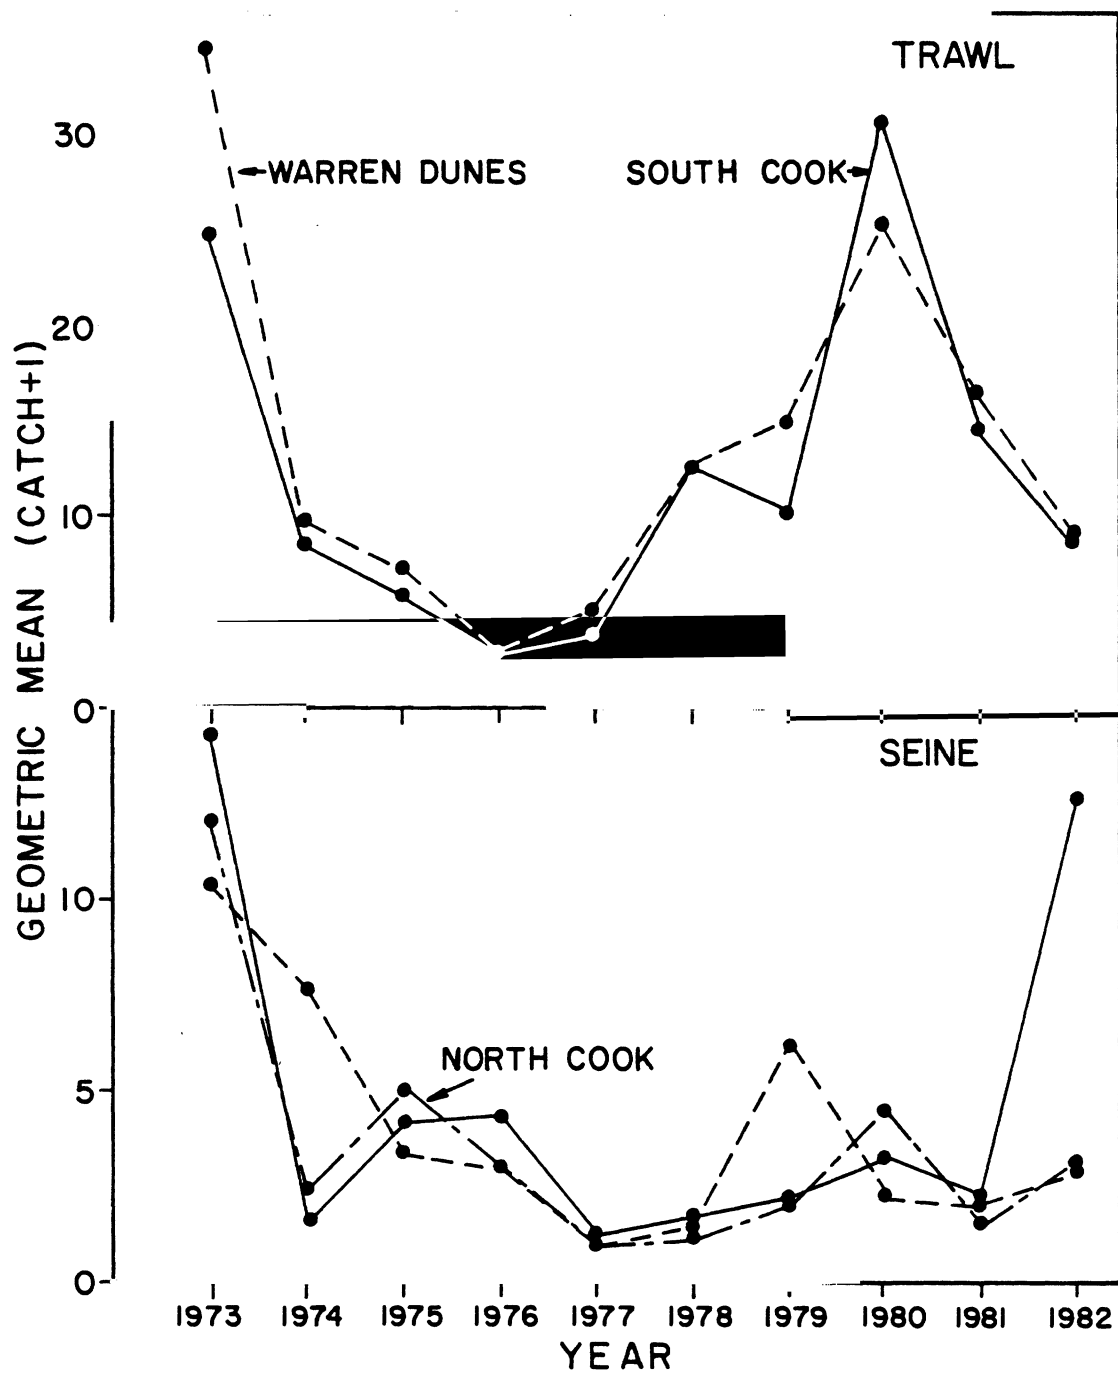 TRAWL
30
WARREN DUNES
SOUTH COOK
20
10
0
GEOMETRIC MEAN (CATCH+1)
SEINE
10
NORTH COOK
5
0
1973 1974 1975 1976 1977 1978 1979 1980 1981 1982
YEAR